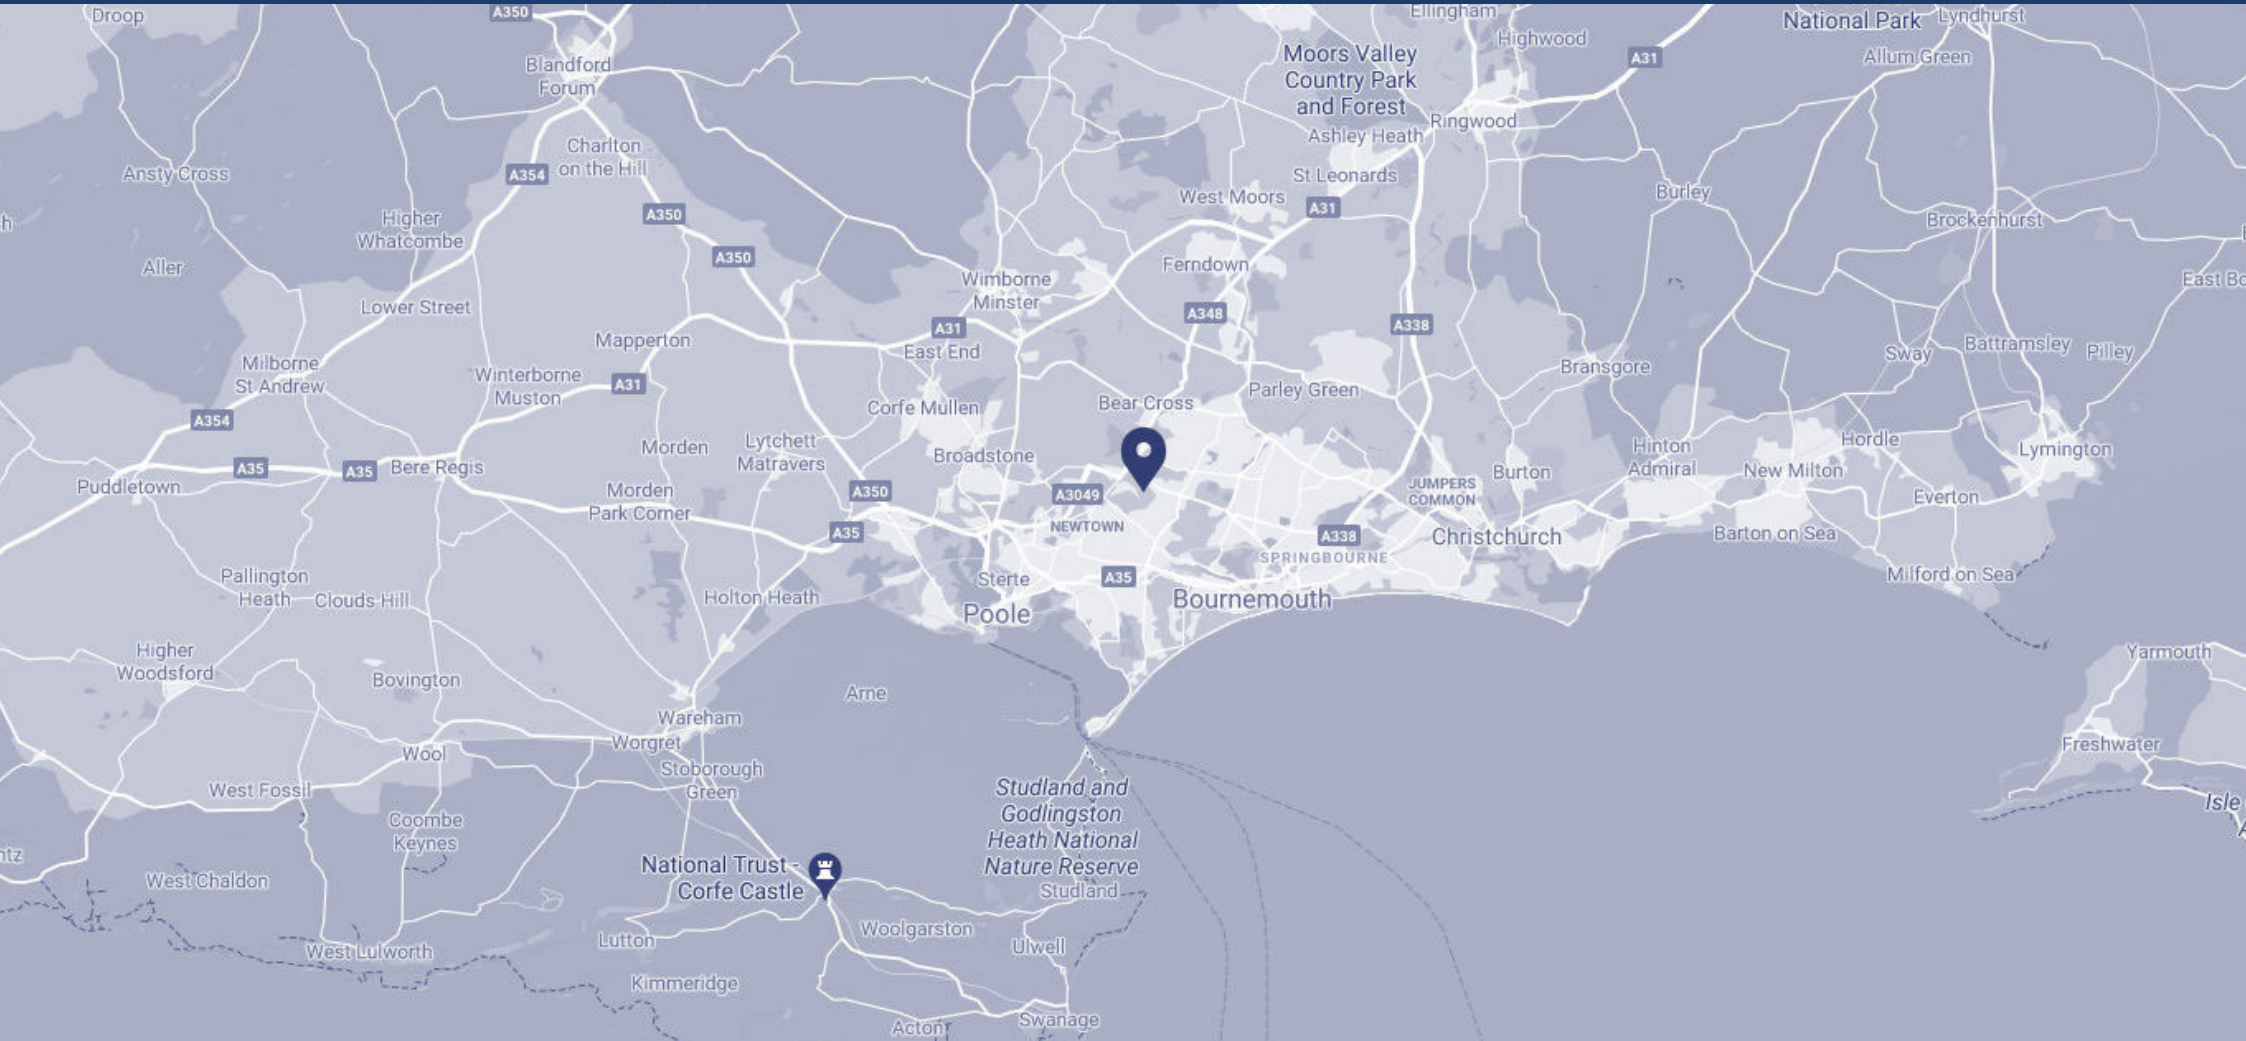 Droop
A350
Ellingham
National Park
Lyndhurst
Highwood
Allum Green
Blandford
Forum
Moors Valley
Country Park
and Forest
A31
Ringwood
Ashley Heath
Charlton
on the Hill
A354
Ansty Cross
St Leonards
West Moors
A31
Burley
Higher
Whatcombe
A350
Brockenhurst
Aller
A350
Ferndown
Wimborne
Minster
East Bo
Lower Street
A348
A338
A31
East End
Mapperton
Milborne
St Andrew
Winterborne
Muston
A31
Sway
Battramsley
Pilley
Bransgore
Parley Green
Bear Cross
Corfe Mullen
A354
Morden
Lytchett
Matravers
Broadstone
Hinton
Admiral
Hordle
New Milton
Lymington
A35
A35
Bere Regis
Burton
Puddletown
Morden
Park Corner
A350
A3049
JUMPERS
COMMON
Everton
NEWTOWN
A35
A338
Christchurch
Barton on Sea
SPRINGBOURNE
Pallington
Heath
Clouds Hill
Sterte
A35
Milford on Sea
Holton Heath
Poole
Bournemouth
Higher
Woodsford
Bovington
Arne
Yarmouth
Wareham
Worgret
Wool
Freshwater
Stoborough
Green
West Fossil
Studland and
Godlingston
Heath National
Nature Reserve
Isle
Coombe
Keynes
ntz
National Trust -
Corfe Castle
West Chaldon
Studland
Woolgarston
Lutton
Ulwell
West Lulworth
Kimmeridge
Acton
Swanage